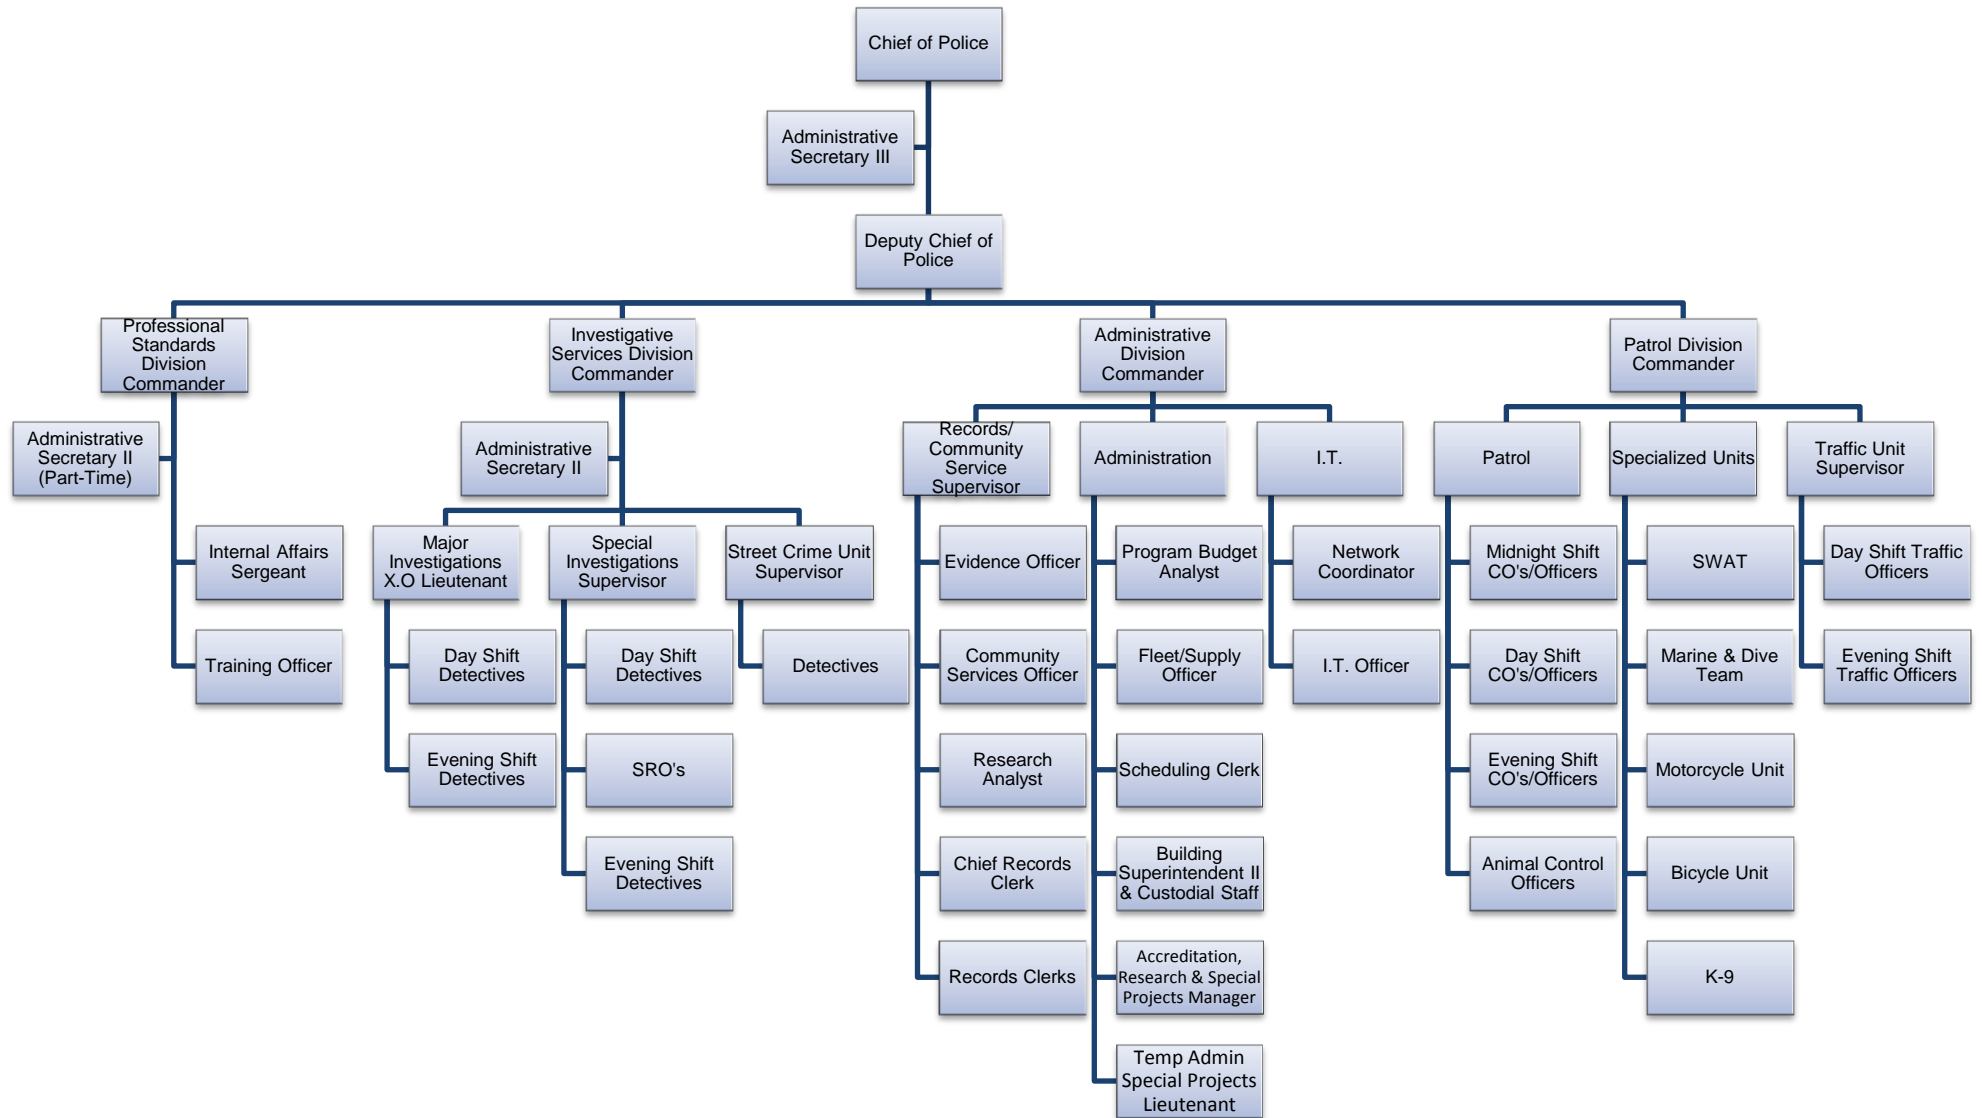 Chief of Police
Administrative
Secretary III
Deputy Chief of
Police
Professional
Standards
Division
Commander
Investigative
Services Division
Commander
Administrative
Division
Commander
Patrol Division
Commander
Administrative
Secretary II
(Part-Time)
Administrative
Secretary II
Records/
Community
Service
Supervisor
Administration
I.T.
Patrol
Specialized Units
Traffic Unit
Supervisor
Internal Affairs
Sergeant
Major
Investigations
X.O Lieutenant
Special
Investigations
Supervisor
Street Crime Unit
Supervisor
Evidence Officer
Program Budget
Analyst
Network
Coordinator
Midnight Shift
CO's/Officers
SWAT
Day Shift Traffic
Officers
Training Officer
Day Shift
Detectives
Day Shift
Detectives
Detectives
Community
Services Officer
Fleet/Supply
Officer
I.T. Officer
Day Shift
CO's/Officers
Marine & Dive
Team
Evening Shift
Traffic Officers
Evening Shift
Detectives
SRO's
Research
Analyst
Scheduling Clerk
Evening Shift
CO's/Officers
Motorcycle Unit
Evening Shift
Detectives
Chief Records
Clerk
Building
Superintendent II
& Custodial Staff
Animal Control
Officers
Bicycle Unit
Records Clerks
Accreditation,
Research & Special
Projects Manager
K-9
Temp Admin
Special Projects
Lieutenant